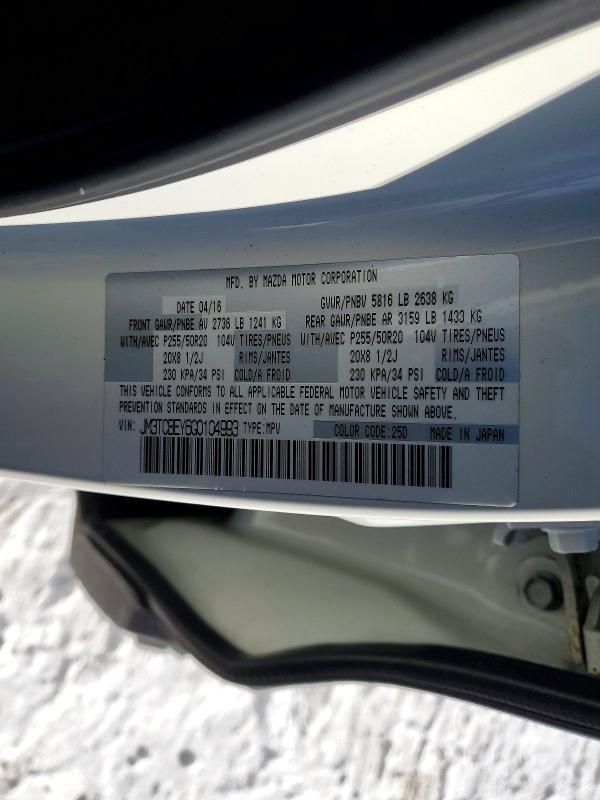 MFD. BY MAZDA MOTOR CORPORATION
DATE 04/16 GVWR/PNBV 5816 LB 2638 KG
FRONT GAWR/PNBE AV 2736 LB 1241 KG REAR GAWR/PNBE AR 3159 LB 1433 KG
WITH/AVEC P255/50R20 104V TIRES/PNEUS WITH/AVEC P255/50R20 104V TIRES/PNEUS
20X8 1/2J RIMS/JANTES 20X8 1/2J RIMS/JANTES
230 KPA/34 PSI COLD/A FROID 230 KPA/34 PSI COLD/A FROID
THIS VEHICLE CONFORMS TO ALL APPLICABLE FEDERAL MOTOR VEHICLE SAFETY AND THEFT
PREVENTION STANDARDS IN EFFECT ON THE DATE OF MANUFACTURE SHOWN ABOVE.
VIN: JM3TCBEY6G0104993 TYPE:MPV COLOR CODE:25D MADE IN JAPAN